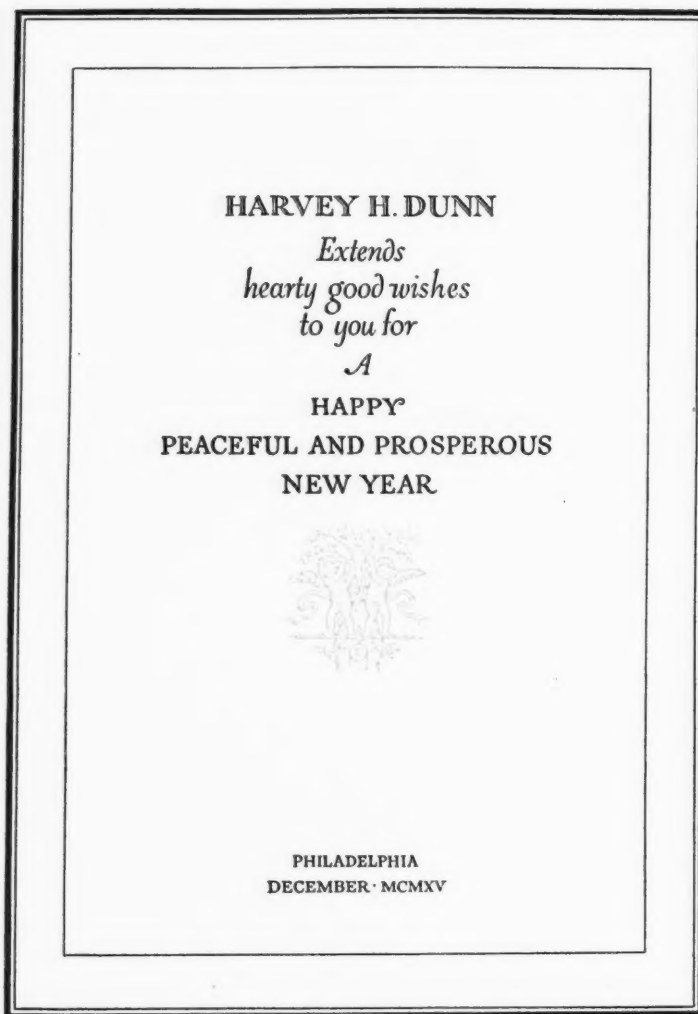 HARVEY H. DUNN
Extends
hearty good wishes
to you for
A
HAPPY
PEACEFUL AND PROSPEROUS
NEW YEAR
PHILADELPHIA
DECEMBER · MCMXV